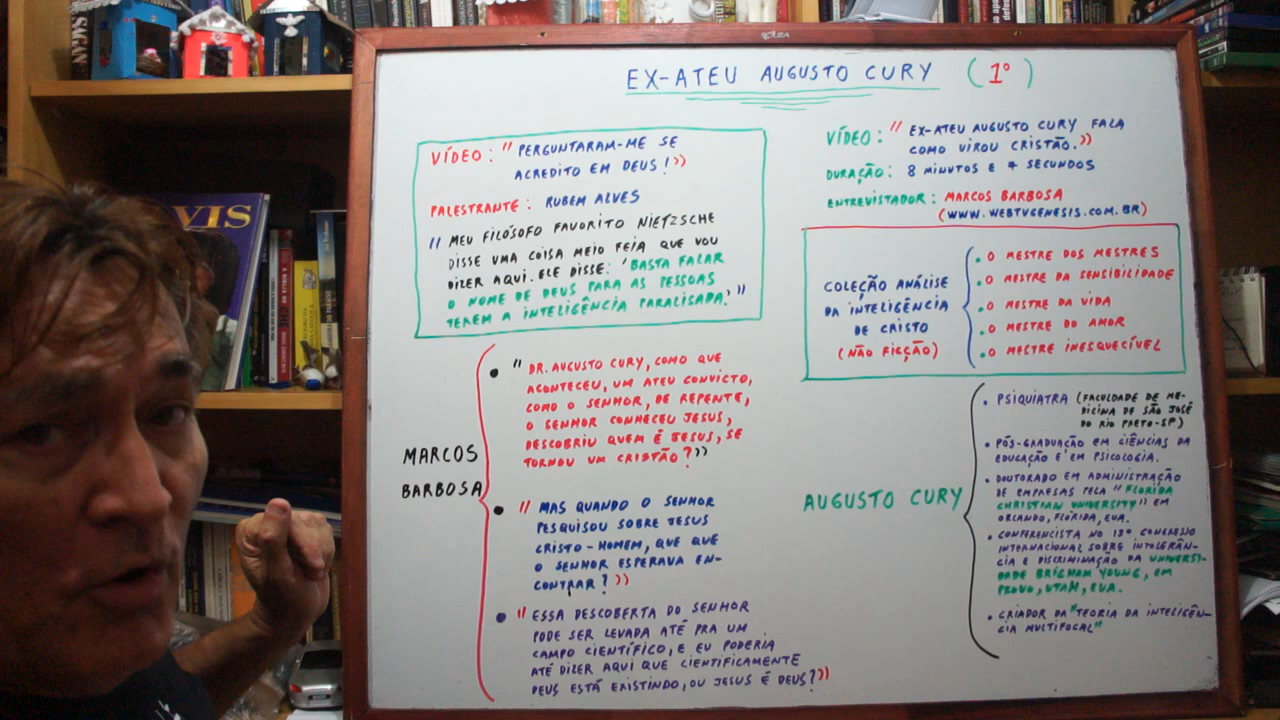 EX-ATEU AUGUSTO CURY (1º)
VÍDEO: "PERGUNTARAM-ME SE
ACREDITO EM DEUS!"
PALESTRANTE: RUBEM ALVES
"MEU FILÓSOFO FAVORITO NIETZSCHE
DISSE UMA COISA MEIO FEIA QUE VOU
DIZER AQUI. ELE DISSE: 'BASTA FALAR
O NOME DE DEUS PARA AS PESSOAS
TEREM A INTELIGÊNCIA PARALISADA.'"
VÍDEO: "EX-ATEU AUGUSTO CURY FALA
COMO VIROU CRISTÃO."
DURAÇÃO: 8 MINUTOS E 7 SEGUNDOS
ENTREVISTADOR: MARCOS BARBOSA
(WWW.WEBTVGENESIS.COM.BR)
COLEÇÃO ANÁLISE
DA INTELIGÊNCIA
DE CRISTO
(NÃO FICÇÃO)
• O MESTRE DOS MESTRES
• O MESTRE DA SENSIBILIDADE
• O MESTRE DA VIDA
• O MESTRE DO AMOR
• O MESTRE INESQUECÍVEL
MARCOS
BARBOSA
• "DR. AUGUSTO CURY, COMO QUE
ACONTECEU, UM ATEU CONVICTO,
COMO O SENHOR, DE REPENTE,
O SENHOR CONHECEU JESUS,
DESCOBRIU QUEM É JESUS, SE
TORNOU UM CRISTÃO?"
• "MAS QUANDO O SENHOR
PESQUISOU SOBRE JESUS
CRISTO-HOMEM, QUE QUE
O SENHOR ESPERAVA EN-
CONTRAR?"
• "ESSA DESCOBERTA DO SENHOR
PODE SER LEVADA ATÉ PRA UM
CAMPO CIENTÍFICO, E EU PODERIA
ATÉ DIZER AQUI QUE CIENTIFICAMENTE
DEUS ESTÁ EXISTINDO, OU JESUS É DEUS?"
AUGUSTO CURY
• PSIQUIATRA (FACULDADE DE ME-
DICINA DE SÃO JOSÉ
DO RIO PRETO-SP)
• PÓS-GRADUAÇÃO EM CIÊNCIAS DA
EDUCAÇÃO E EM PSICOLOGIA.
• DOUTORADO EM ADMINISTRAÇÃO
DE EMPRESAS PELA "FLORIDA
CHRISTIAN UNIVERSITY" EM
ORLANDO, FLÓRIDA, EUA.
• CONFERENCISTA NO 13º CONGRESSO
INTERNACIONAL SOBRE INTOLERÂN-
CIA E DISCRIMINAÇÃO DA UNIVERSI-
DADE BRIGHAM YOUNG, EM
PROVO, UTAH, EUA.
• CRIADOR DA "TEORIA DA INTELIGÊN-
CIA MULTIFOCAL"
SAGAN
VIS